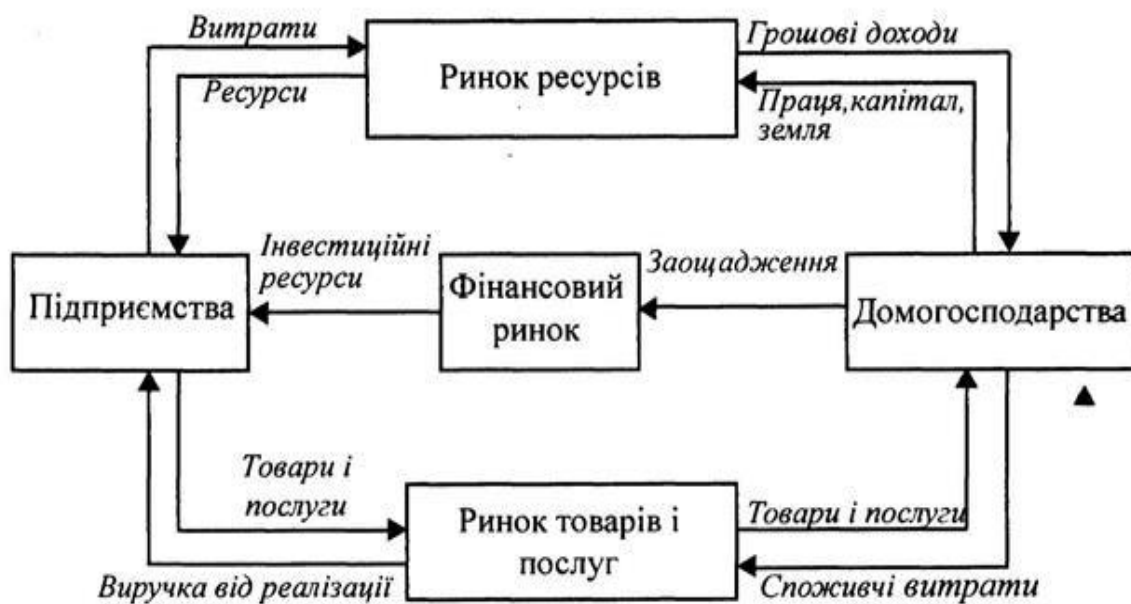 Витрати
Грошові доходи
Ринок ресурсів
Ресурси
Праця,капітал,
земля
Інвестиційні
ресурси
Заощадження
Підприємства
Фінансовий
ринок
Домогосподарства
Товари і
послуги
Ринок товарів і
послуг
Товари і послуги
Виручка від реалізації
Споживчі витрати